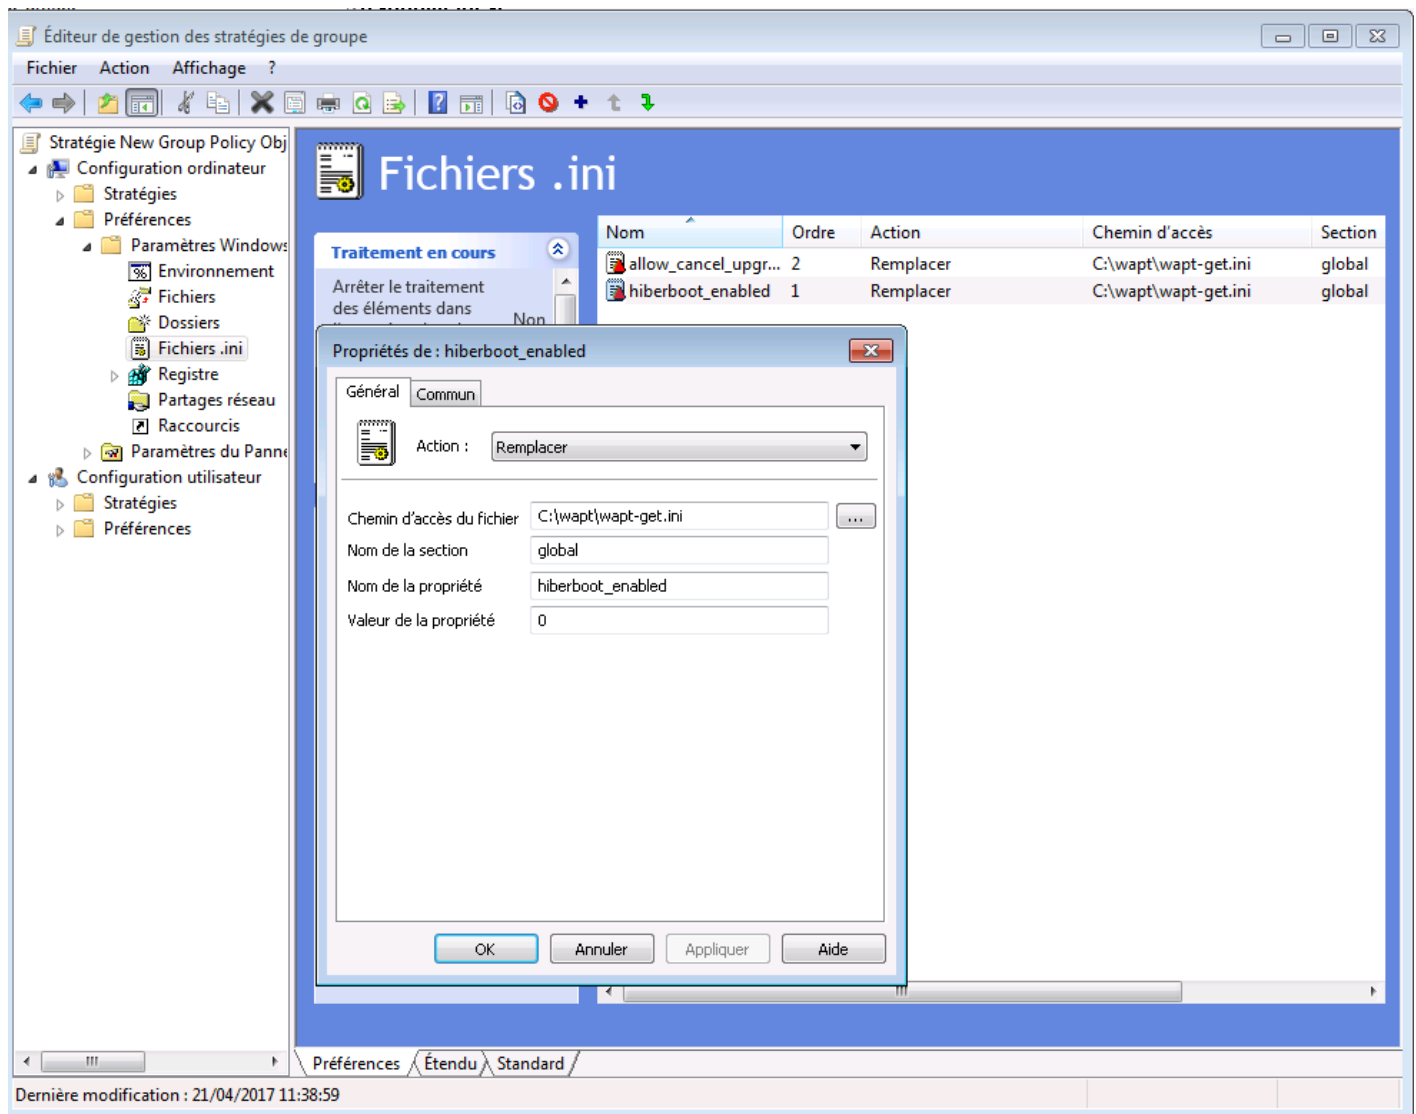 Éditeur de gestion des stratégies de groupe
Fichier Action Affichage ?
Stratégie New Group Policy Obj
Configuration ordinateur
Stratégies
Préférences
Paramètres Windows
Environnement
Fichiers
Dossiers
Fichiers .ini
Registre
Partages réseau
Raccourcis
Paramètres du Panne
Configuration utilisateur
Stratégies
Préférences
Fichiers .ini
Traitement en cours
Arrêter le traitement
des éléments dans
Non
Nom Ordre Action Chemin d'accès Section
allow_cancel_upgr... 2 Remplacer C:\wapt\wapt-get.ini global
hiberboot_enabled 1 Remplacer C:\wapt\wapt-get.ini global
Propriétés de : hiberboot_enabled
Général Commun
Action : Remplacer
Chemin d'accès du fichier C:\wapt\wapt-get.ini ...
Nom de la section global
Nom de la propriété hiberboot_enabled
Valeur de la propriété 0
OK Annuler Appliquer Aide
Préférences Étendu Standard
Dernière modification : 21/04/2017 11:38:59